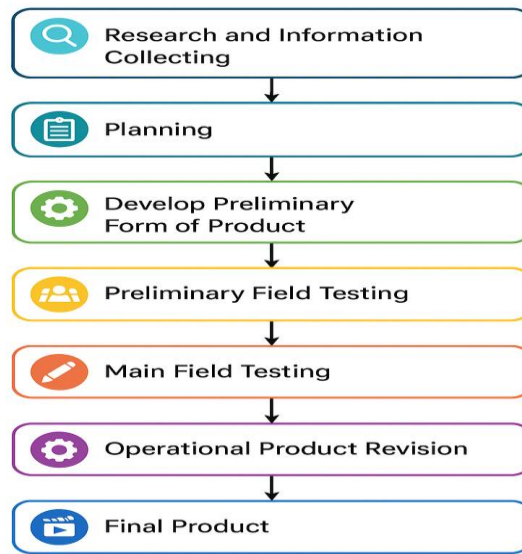 Research and Information
Collecting
Planning
Develop Preliminary
Form of Product
Preliminary Field Testing
Main Field Testing
Operational Product Revision
Final Product